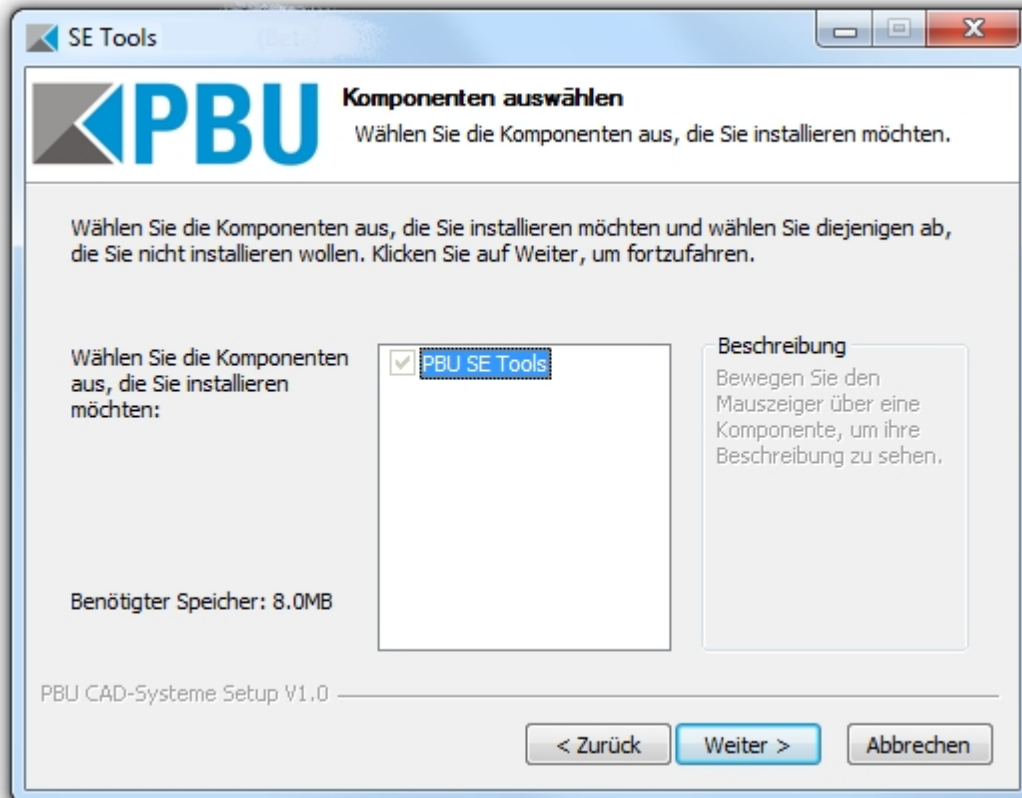 SE Tools
PBU
Komponenten auswählen
Wählen Sie die Komponenten aus, die Sie installieren möchten.
Wählen Sie die Komponenten aus, die Sie installieren möchten und wählen Sie diejenigen ab,
die Sie nicht installieren wollen. Klicken Sie auf Weiter, um fortzufahren.
Wählen Sie die Komponenten
aus, die Sie installieren
möchten:
PBU SE Tools
Beschreibung
Bewegen Sie den
Mauszeiger über eine
Komponente, um ihre
Beschreibung zu sehen.
Benötigter Speicher: 8.0MB
PBU CAD-Systeme Setup V1.0
< Zurück
Weiter >
Abbrechen